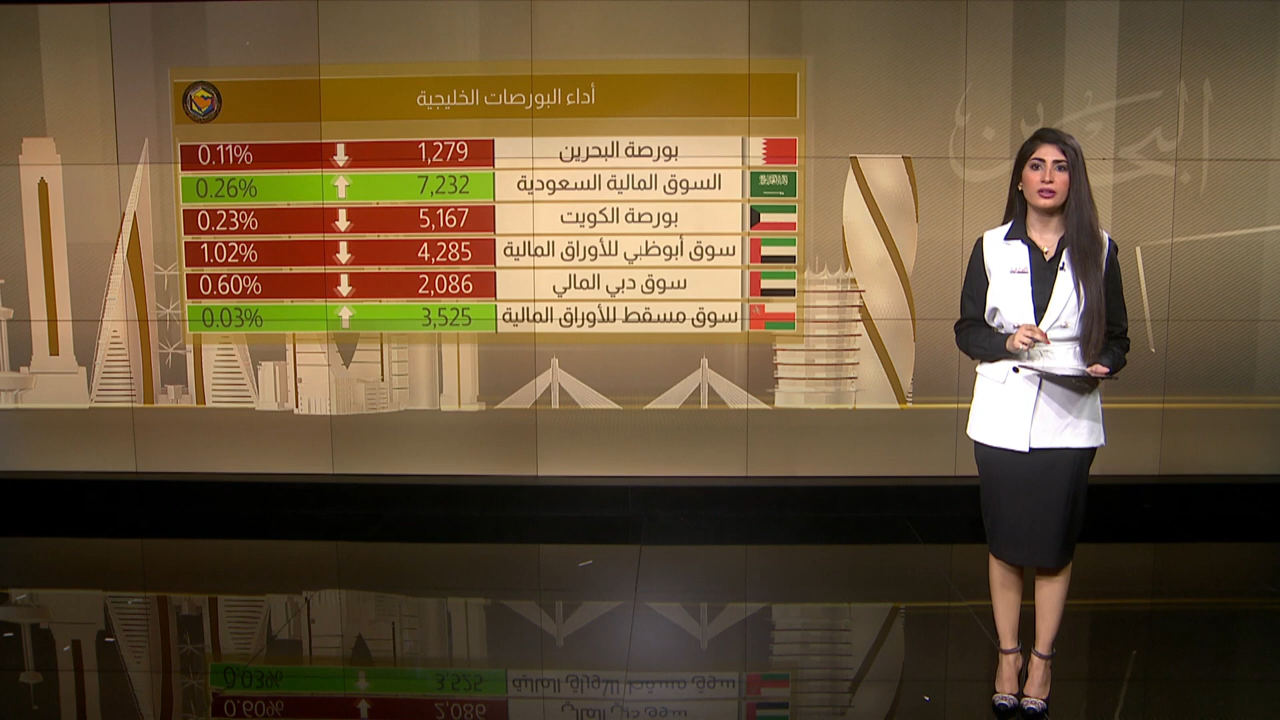 أداء البورصات الخليجية
بورصة البحرين 1,279 0.11%
السوق المالية السعودية 7,232 0.26%
بورصة الكويت 5,167 0.23%
سوق أبوظبي للأوراق المالية 4,285 1.02%
سوق دبي المالي 2,086 0.60%
سوق مسقط للأوراق المالية 3,525 0.03%
البحرين